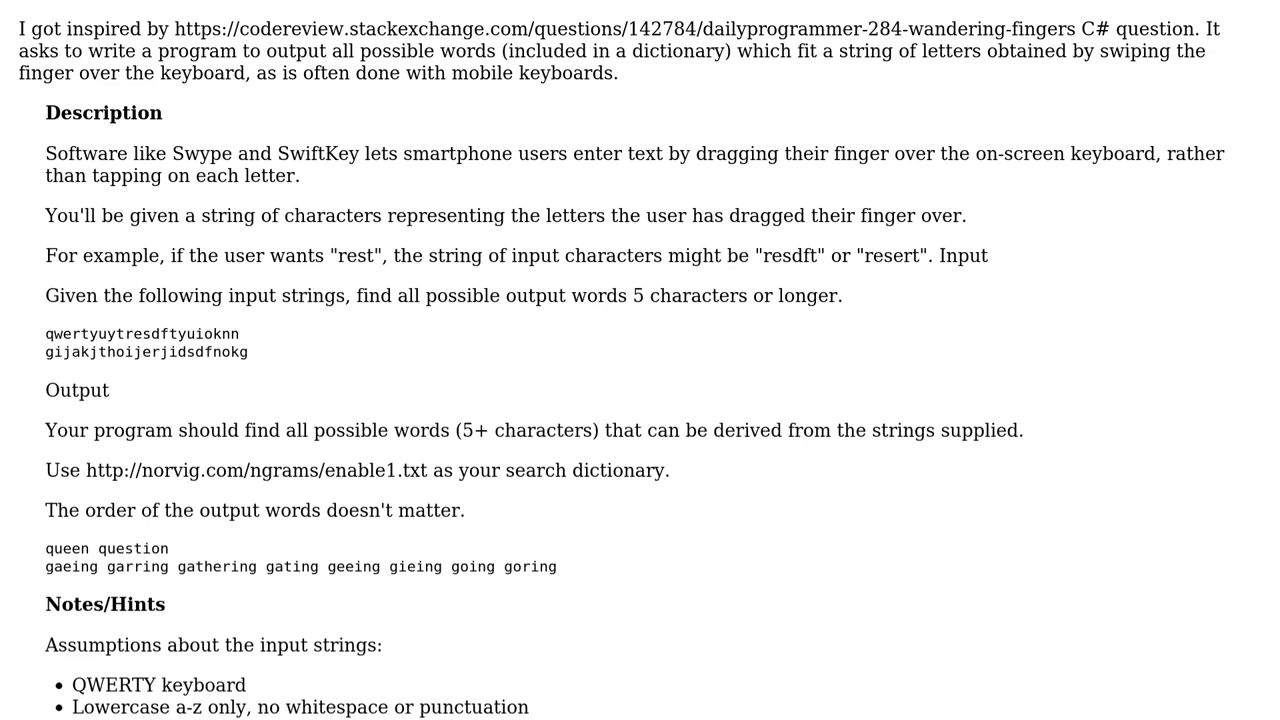 I got inspired by https://codereview.stackexchange.com/questions/142784/dailyprogrammer-284-wandering-fingers C# question. It
asks to write a program to output all possible words (included in a dictionary) which fit a string of letters obtained by swiping the
finger over the keyboard, as is often done with mobile keyboards.
Description
Software like Swype and SwiftKey lets smartphone users enter text by dragging their finger over the on-screen keyboard, rather
than tapping on each letter.
You'll be given a string of characters representing the letters the user has dragged their finger over.
For example, if the user wants "rest", the string of input characters might be "resdft" or "resert". Input
Given the following input strings, find all possible output words 5 characters or longer.
qwertyuytresdftyuioknn
gijakjthoijerjidsdfnokg
Output
Your program should find all possible words (5+ characters) that can be derived from the strings supplied.
Use http://norvig.com/ngrams/enable1.txt as your search dictionary.
The order of the output words doesn't matter.
queen question
gaeing garring gathering gating geeing gieing going goring
Notes/Hints
Assumptions about the input strings:
• QWERTY keyboard
• Lowercase a-z only, no whitespace or punctuation